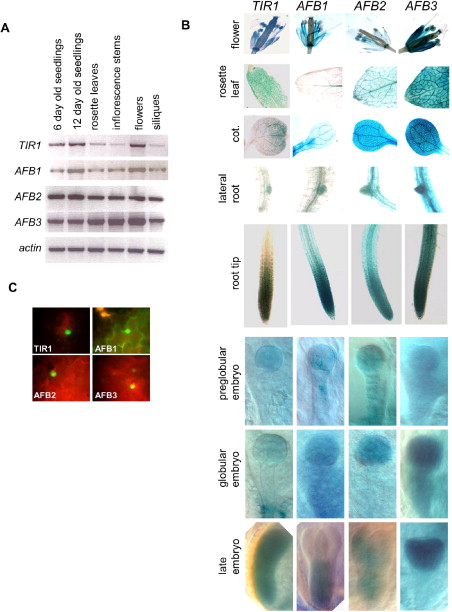 A
6 day old seedlings
12 day old seedlings
rosette leaves
inflorescence stems
flowers
siliques
TIR1
AFB1
AFB2
AFB3
actin
B
TIR1 AFB1 AFB2 AFB3
flower
rosette leaf
cot.
lateral root
root tip
preglobular embryo
globular embryo
late embryo
C
TIR1
AFB1
AFB2
AFB3